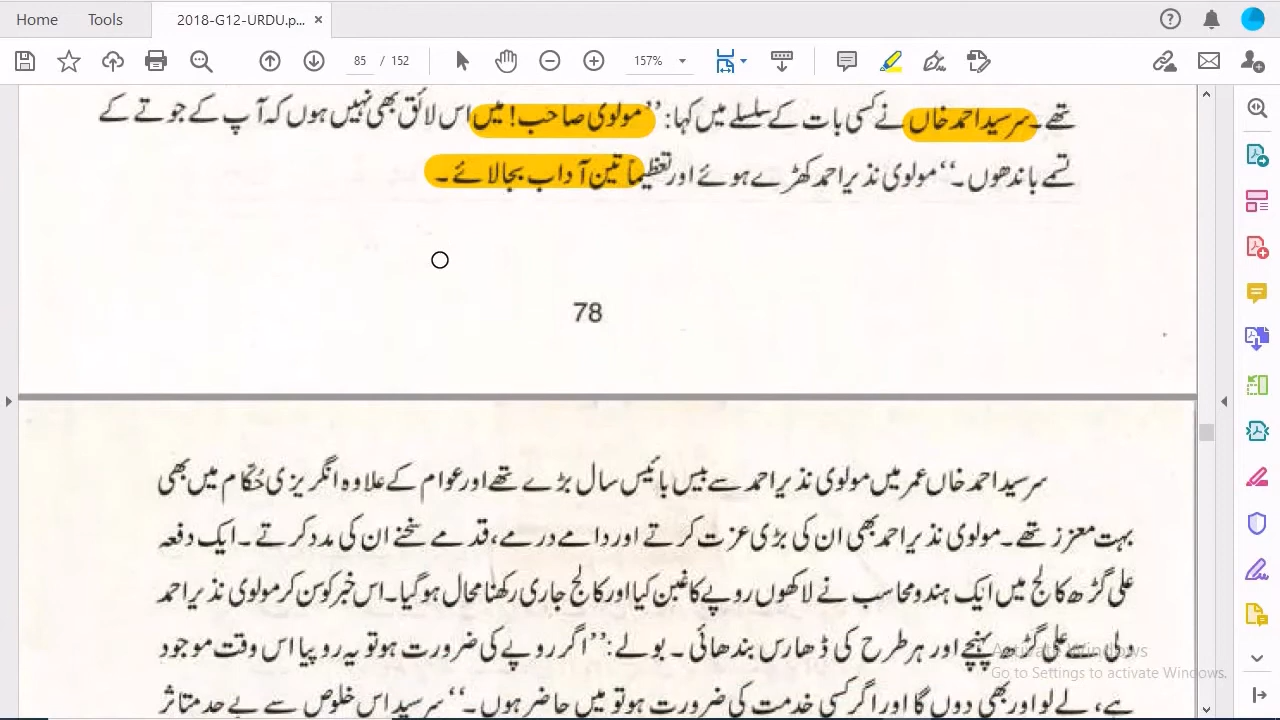 Home
Tools
2018-G12-URDU.p... ×
85 / 152
157%
تھے۔ سرسید احمد خاں نے کسی بات کے سلسلے میں کہا: ’’مولوی صاحب! میں اس لائق بھی نہیں ہوں کہ آپ کے جوتے کے
تسمے باندھوں۔‘‘ مولوی نذیر احمد کھڑے ہوئے اور تعظیماً تین آداب بجا لائے۔
78
سرسید احمد خاں عمر میں مولوی نذیر احمد سے بیس بائیس سال بڑے تھے اور عوام کے علاوہ انگریزی حُکّام میں بھی
بہت معزز تھے۔ مولوی نذیر احمد بھی ان کی بڑی عزت کرتے اور دامے درمے، قدمے سخنے ان کی مدد کرتے۔ ایک دفعہ
علی گڑھ کالج میں ایک ہندو محاسب نے لاکھوں روپے کا غبن کیا اور کالج جاری رکھنا محال ہو گیا۔ اس خبر کو سن کر مولوی نذیر احمد
دلی سے علی گڑھ پہنچے اور ہر طرح کی ڈھارس بندھائی۔ بولے: ’’اگر روپے کی ضرورت ہو تو یہ روپیا اس وقت موجود
ہے، لے لو اور بھی دوں گا اور اگر کسی خدمت کی ضرورت ہو تو میں حاضر ہوں۔‘‘ سرسید اس خلوص سے بے حد متاثر
Activate Windows
Go to Settings to activate Windows.